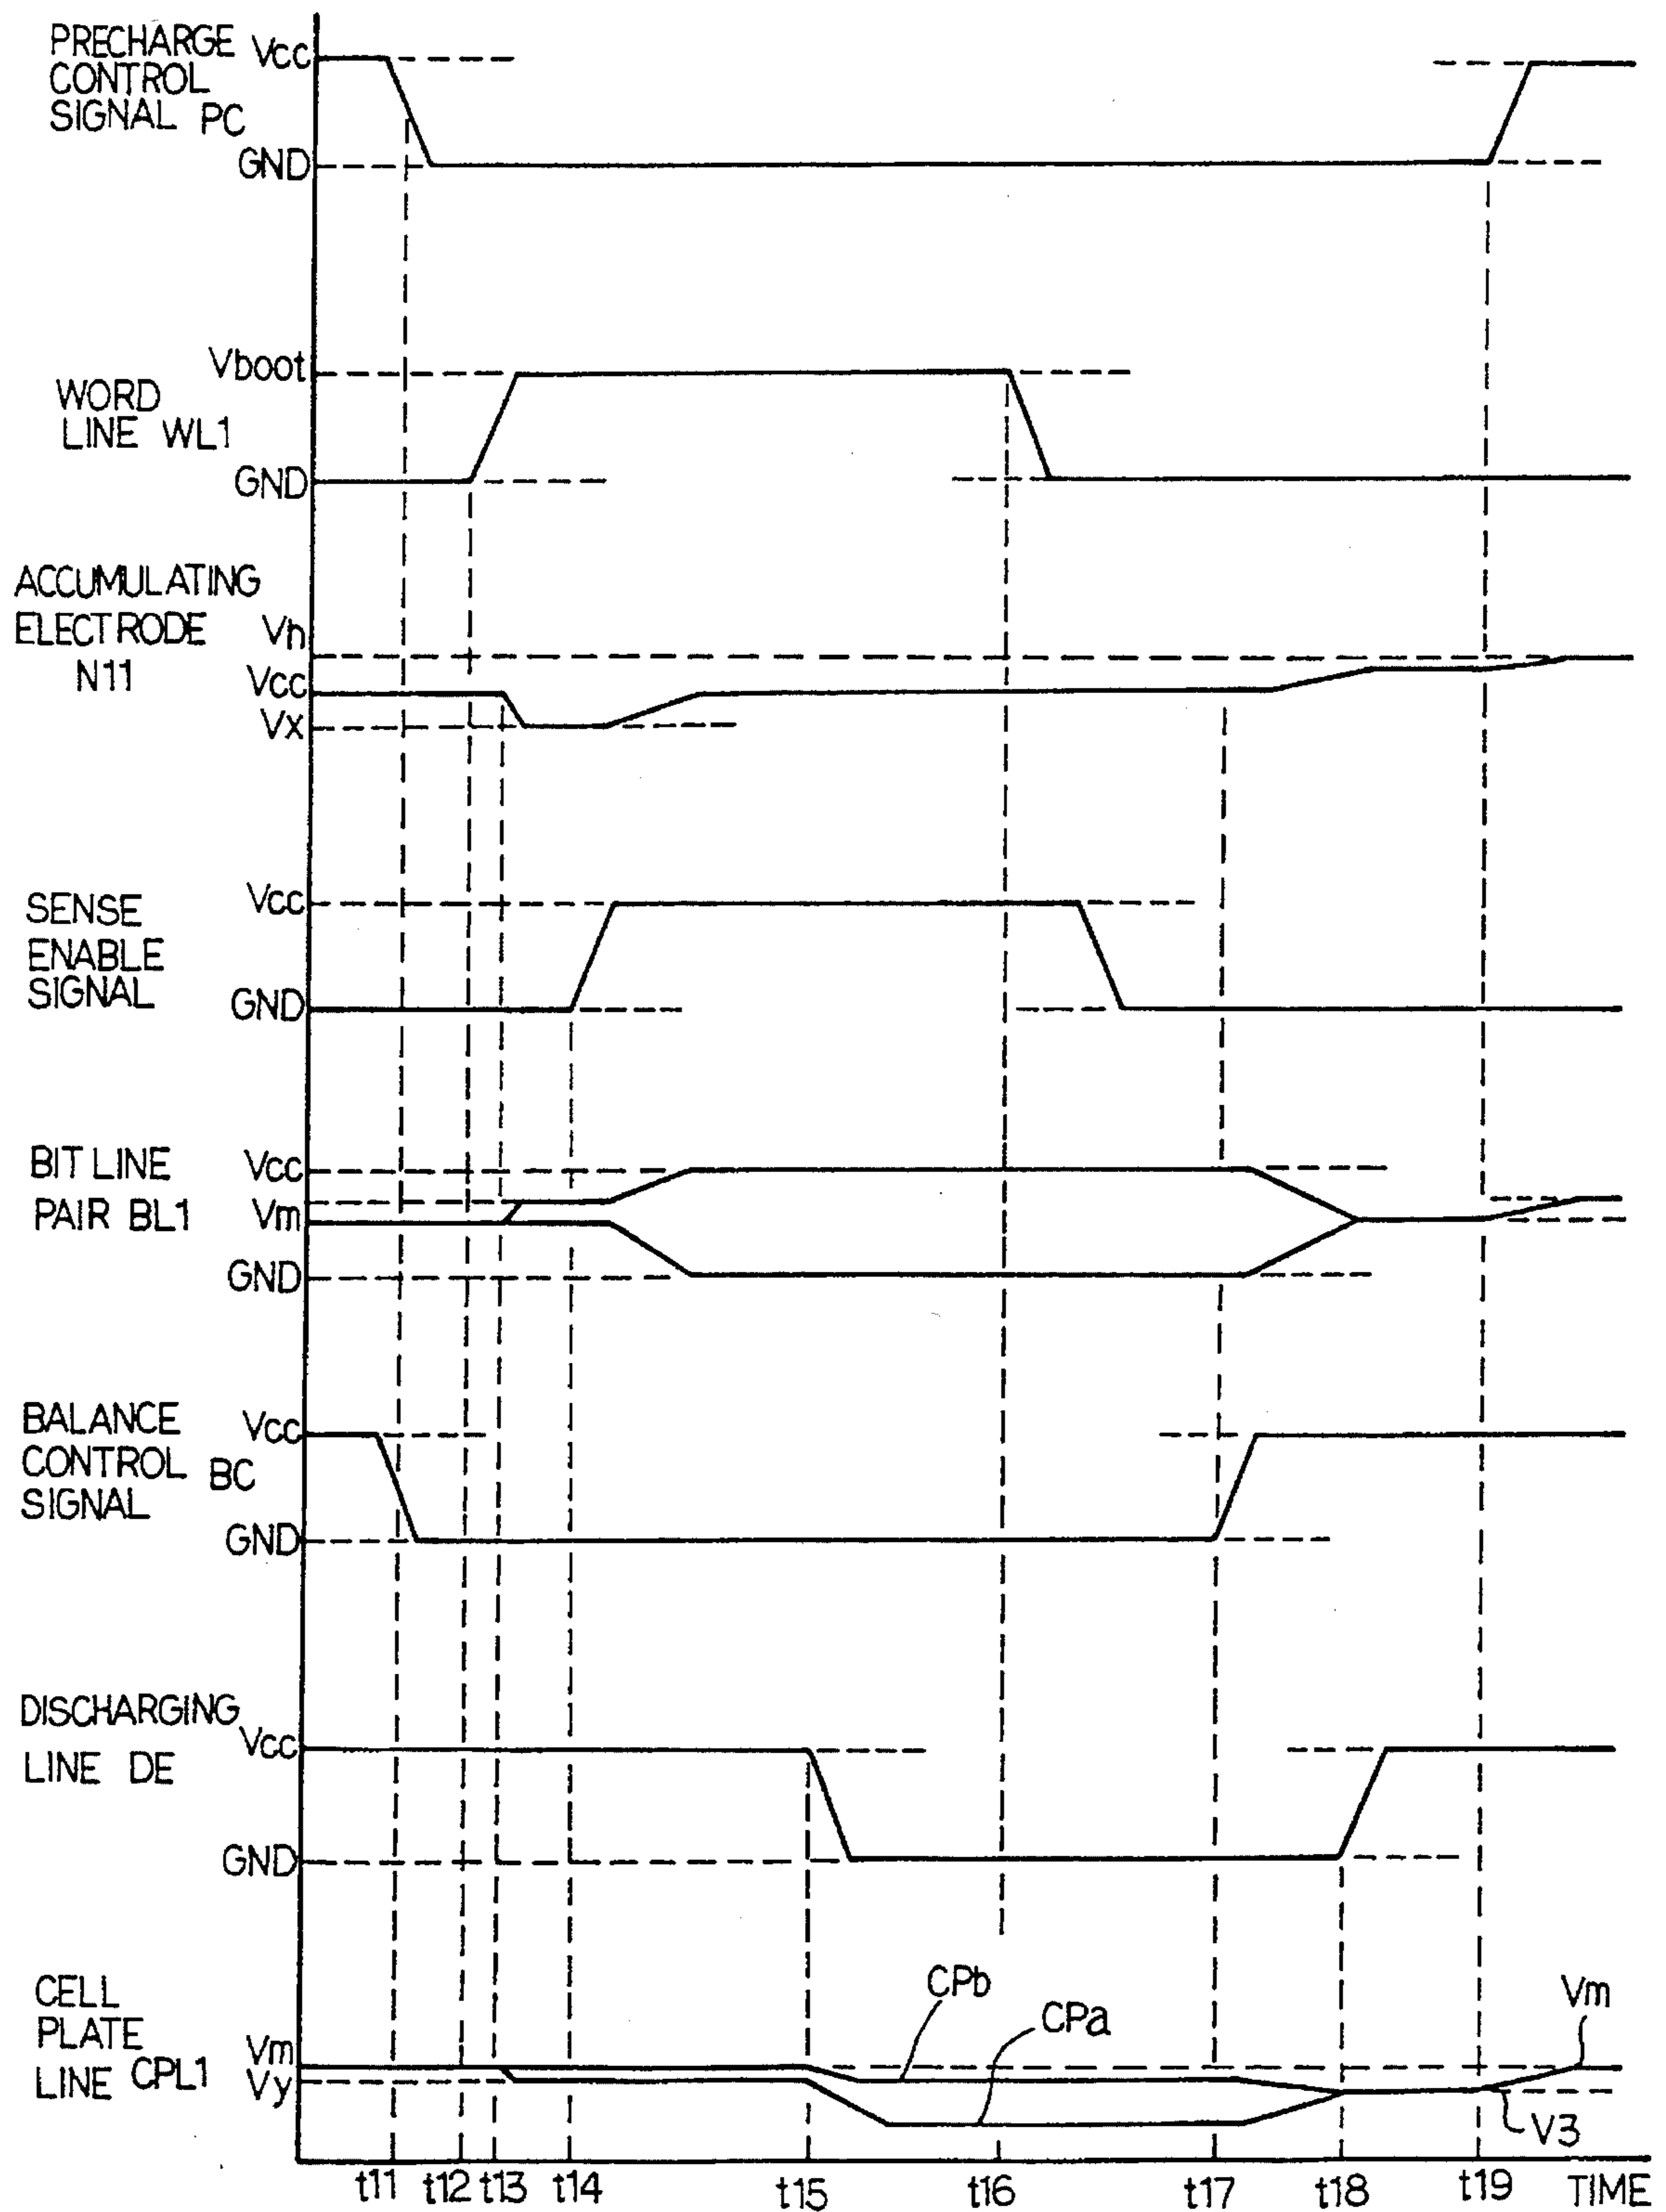 PRECHARGE
CONTROL
SIGNAL PC
Vcc
GND
WORD
LINE WL1
Vboot
GND
ACCUMULATING
ELECTRODE
N11
Vh
Vcc
Vx
SENSE
ENABLE
SIGNAL
Vcc
GND
BIT LINE
PAIR BL1
Vcc
Vm
GND
BALANCE
CONTROL BC
SIGNAL
Vcc
GND
DISCHARGING
LINE DE
Vcc
GND
CELL
PLATE
LINE CPL1
Vm
Vy
CPb
CPa
Vm
V3
t11 t12 t13 t14 t15 t16 t17 t18 t19 TIME